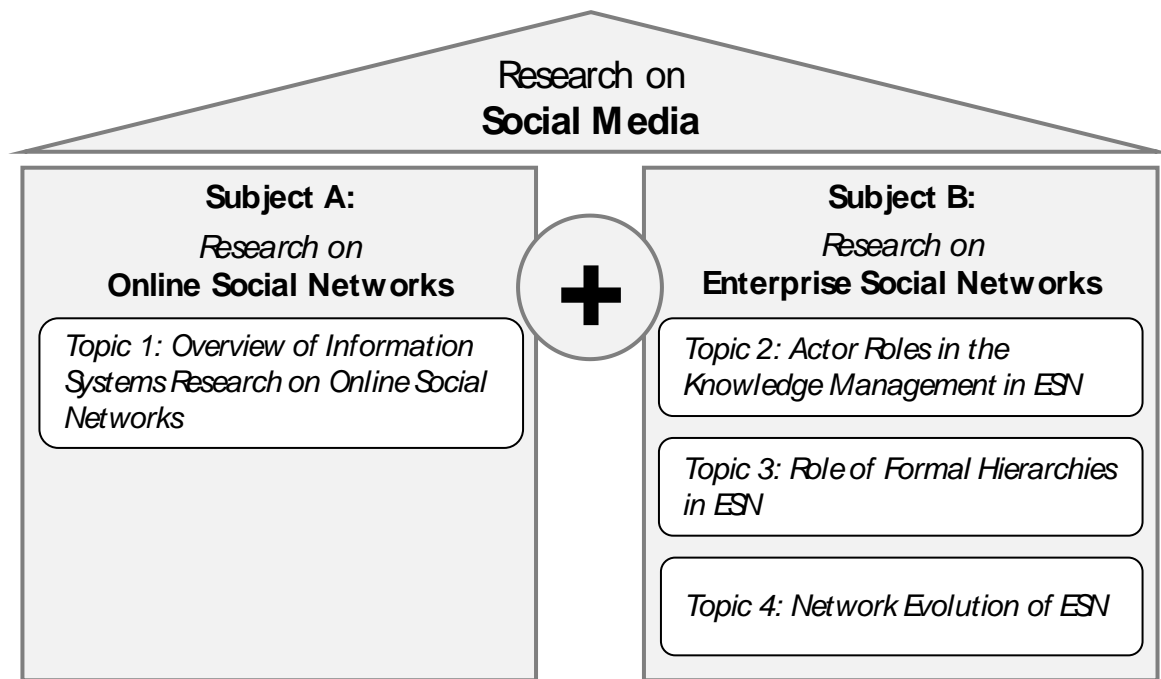 Research on
Social Media
Subject A:
Research on
Online Social Networks
Topic 1: Overview of Information
Systems Research on Online Social
Networks
+
Subject B:
Research on
Enterprise Social Networks
Topic 2: Actor Roles in the
Knowledge Management in ESN
Topic 3: Role of Formal Hierarchies
in ESN
Topic 4: Network Evolution of ESN